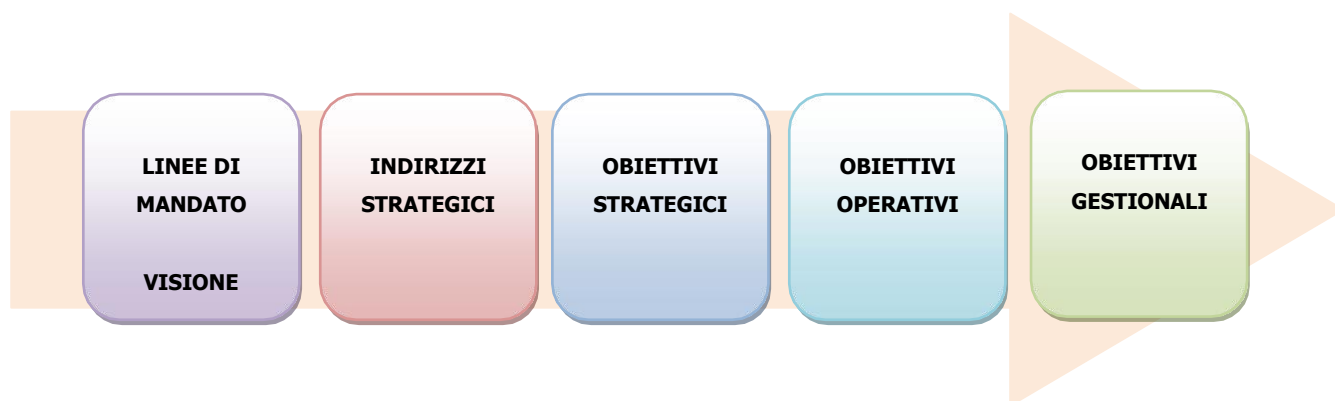 LINEE DI
MANDATO
VISIONE
INDIRIZZI
STRATEGICI
OBIETTIVI
STRATEGICI
OBIETTIVI
OPERATIVI
OBIETTIVI
GESTIONALI